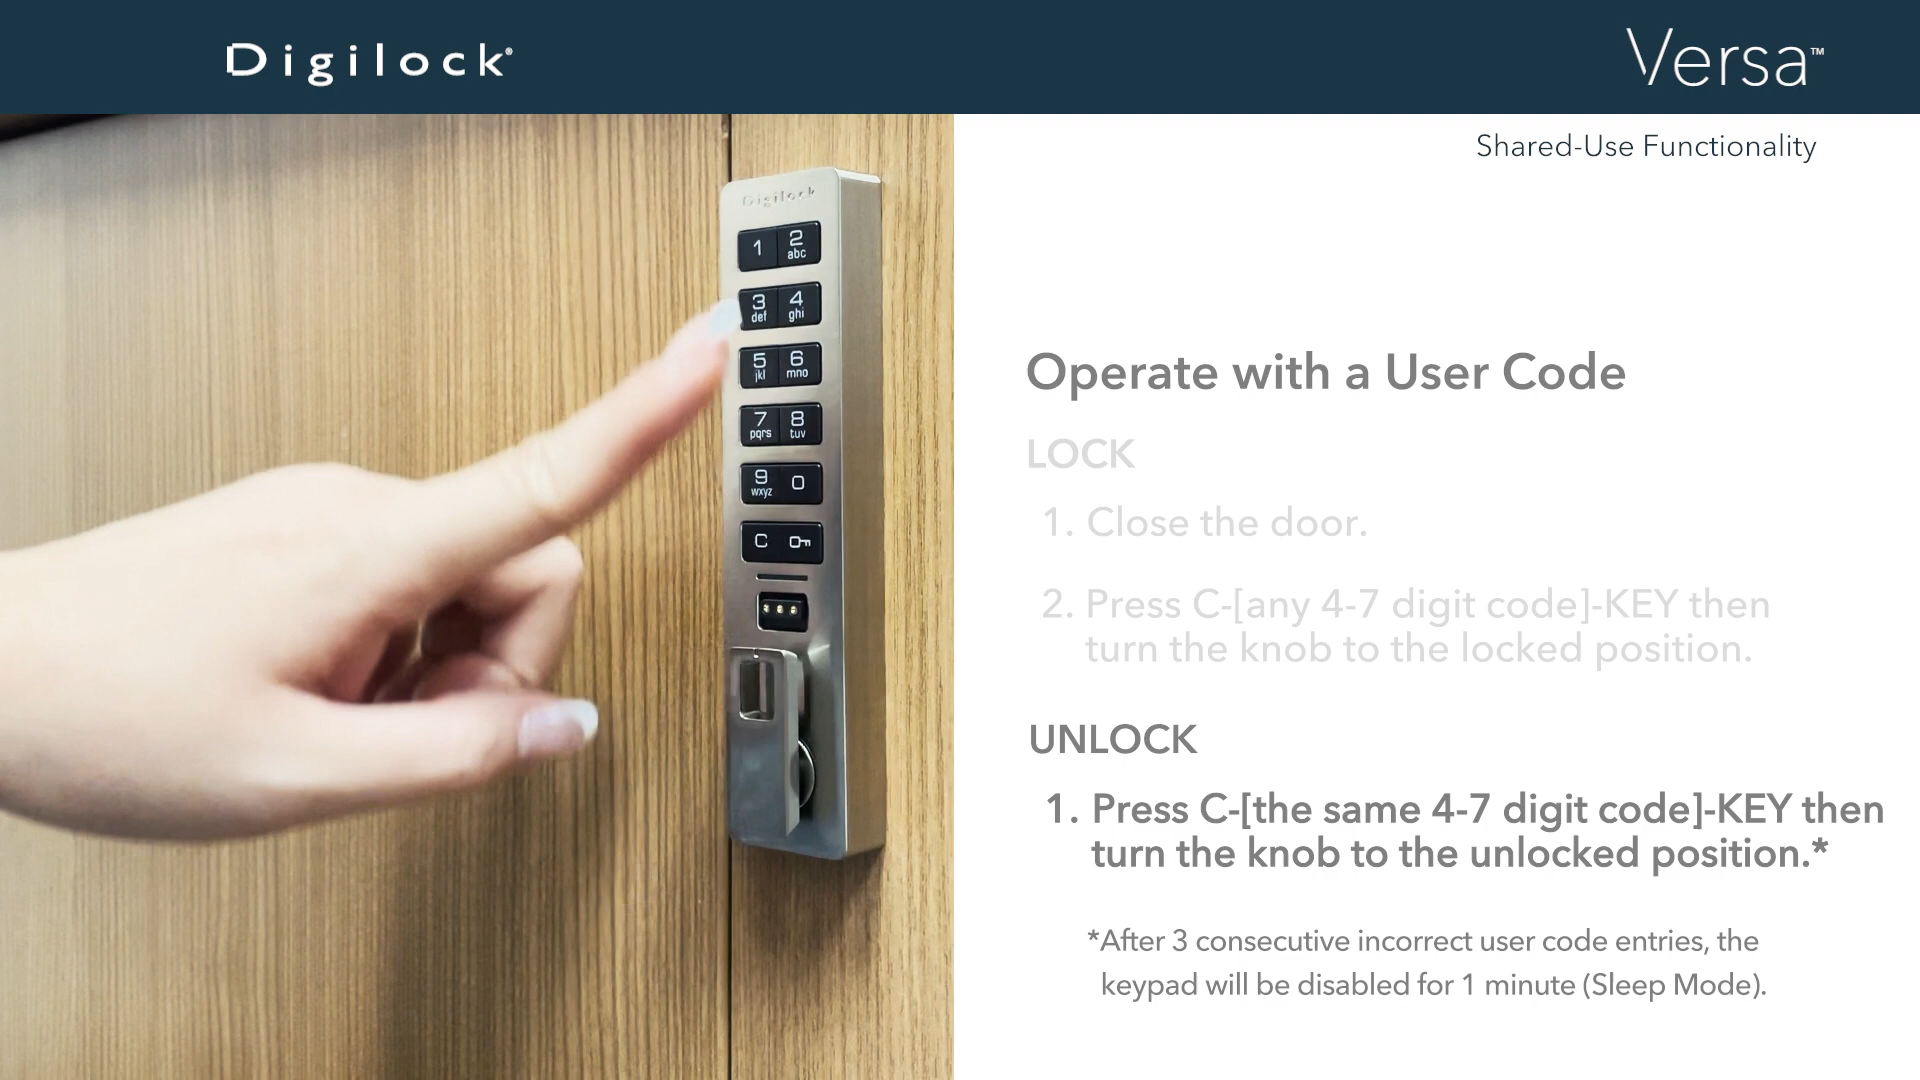 Digilock®
Versa™
Shared-Use Functionality
Digilock
1 2 abc
3 def 4 ghi
5 jkl 6 mno
7 pqrs 8 tuv
9 wxyz 0
C
Operate with a User Code
LOCK
1. Close the door.
2. Press C-[any 4-7 digit code]-KEY then
turn the knob to the locked position.
UNLOCK
1. Press C-[the same 4-7 digit code]-KEY then
turn the knob to the unlocked position.*
*After 3 consecutive incorrect user code entries, the
keypad will be disabled for 1 minute (Sleep Mode).